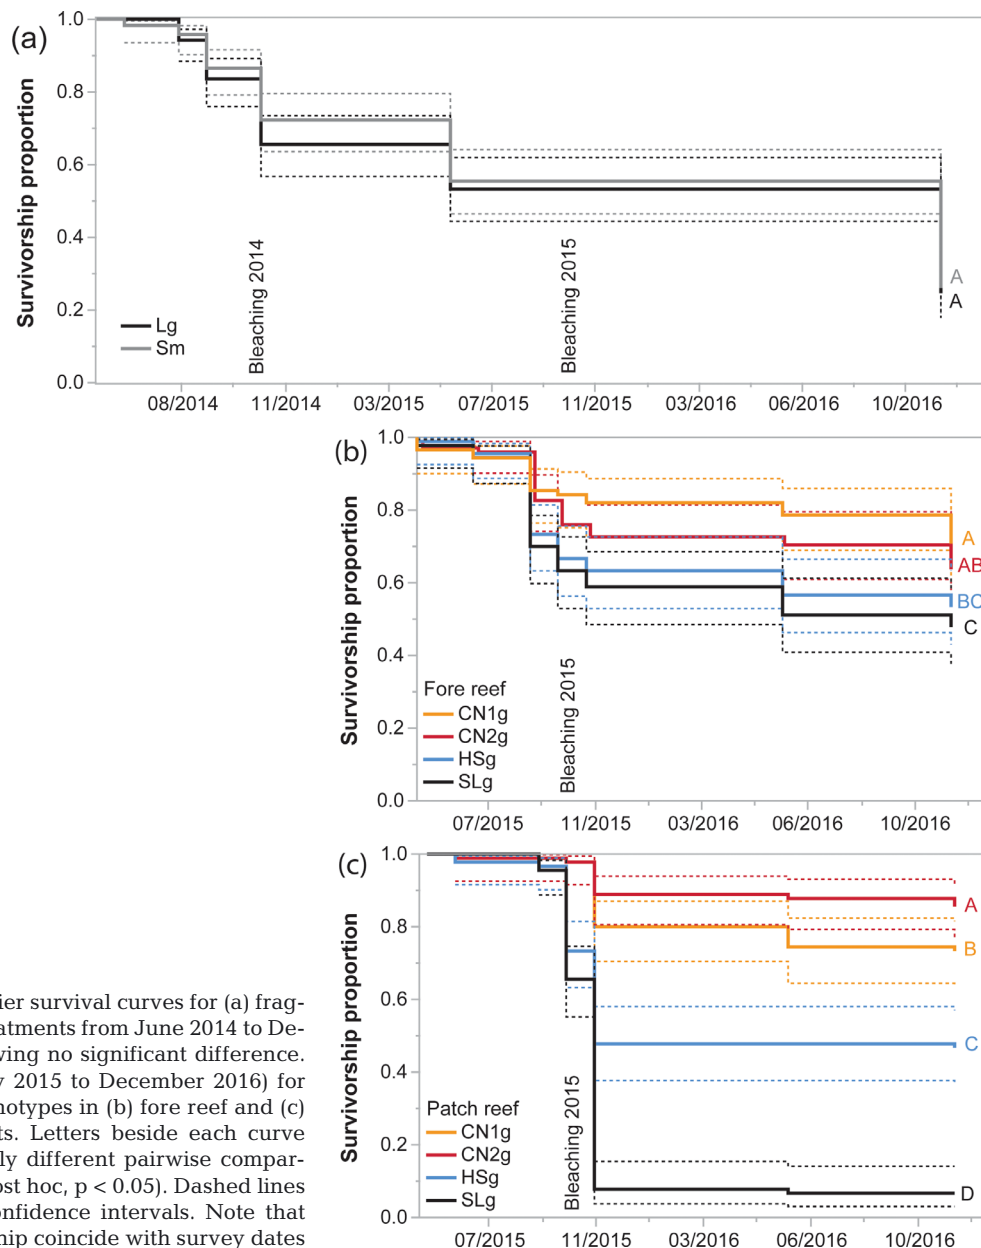 (a)
Survivorship proportion
1.0
0.8
0.6
0.4
0.2
0.0
Bleaching 2014
Bleaching 2015
A
A
Lg
Sm
08/2014
11/2014
03/2015
07/2015
11/2015
03/2016
06/2016
10/2016
(b)
Survivorship proportion
1.0
0.8
0.6
0.4
0.2
0.0
A
AB
BC
C
Fore reef
CN1g
CN2g
HSg
SLg
Bleaching 2015
07/2015
11/2015
03/2016
06/2016
10/2016
(c)
Survivorship proportion
1.0
0.8
0.6
0.4
0.2
0.0
A
B
C
D
Patch reef
CN1g
CN2g
HSg
SLg
Bleaching 2015
07/2015
11/2015
03/2016
06/2016
10/2016
ier survival curves for (a) frag-
atments from June 2014 to De-
wing no significant difference.
y 2015 to December 2016) for
notypes in (b) fore reef and (c)
ts. Letters beside each curve
ly different pairwise compar-
ost hoc, p < 0.05). Dashed lines
onfidence intervals. Note that
hip coincide with survey dates